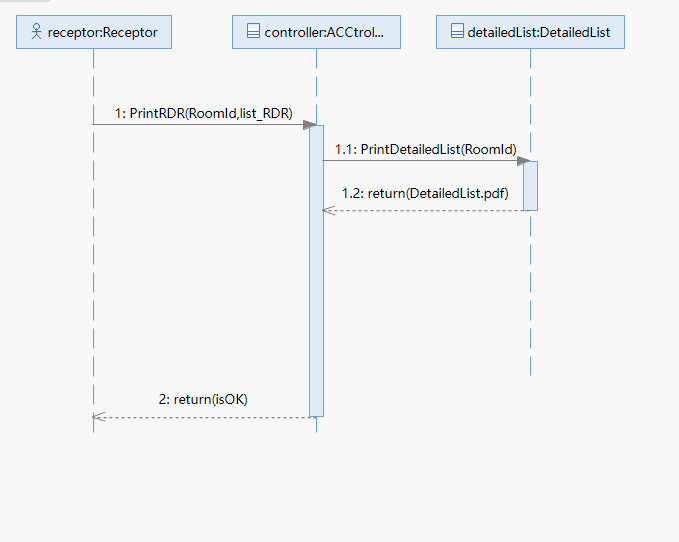 receptor:Receptor
controller:ACCtrol...
detailedList:DetailedList
1: PrintRDR(RoomId,list_RDR)
1.1: PrintDetailedList(RoomId)
1.2: return(DetailedList.pdf)
2: return(isOK)